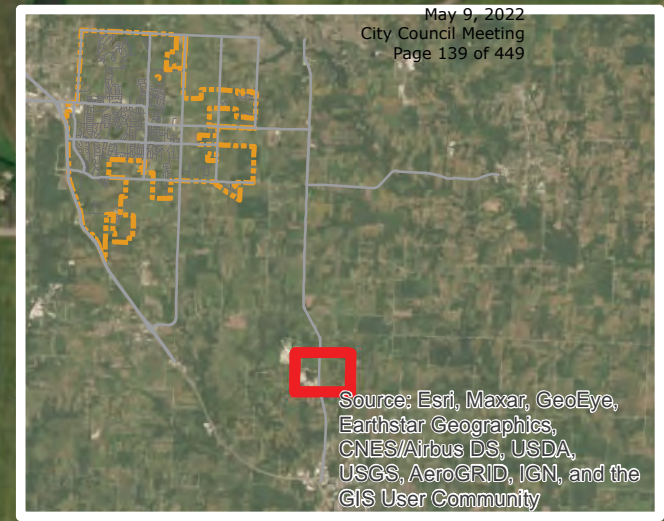 May 9, 2022
City Council Meeting
Page 139 of 449
Source: Esri, Maxar, GeoEye,
Earthstar Geographics,
CNES/Airbus DS, USDA,
USGS, AeroGRID, IGN, and the
GIS User Community